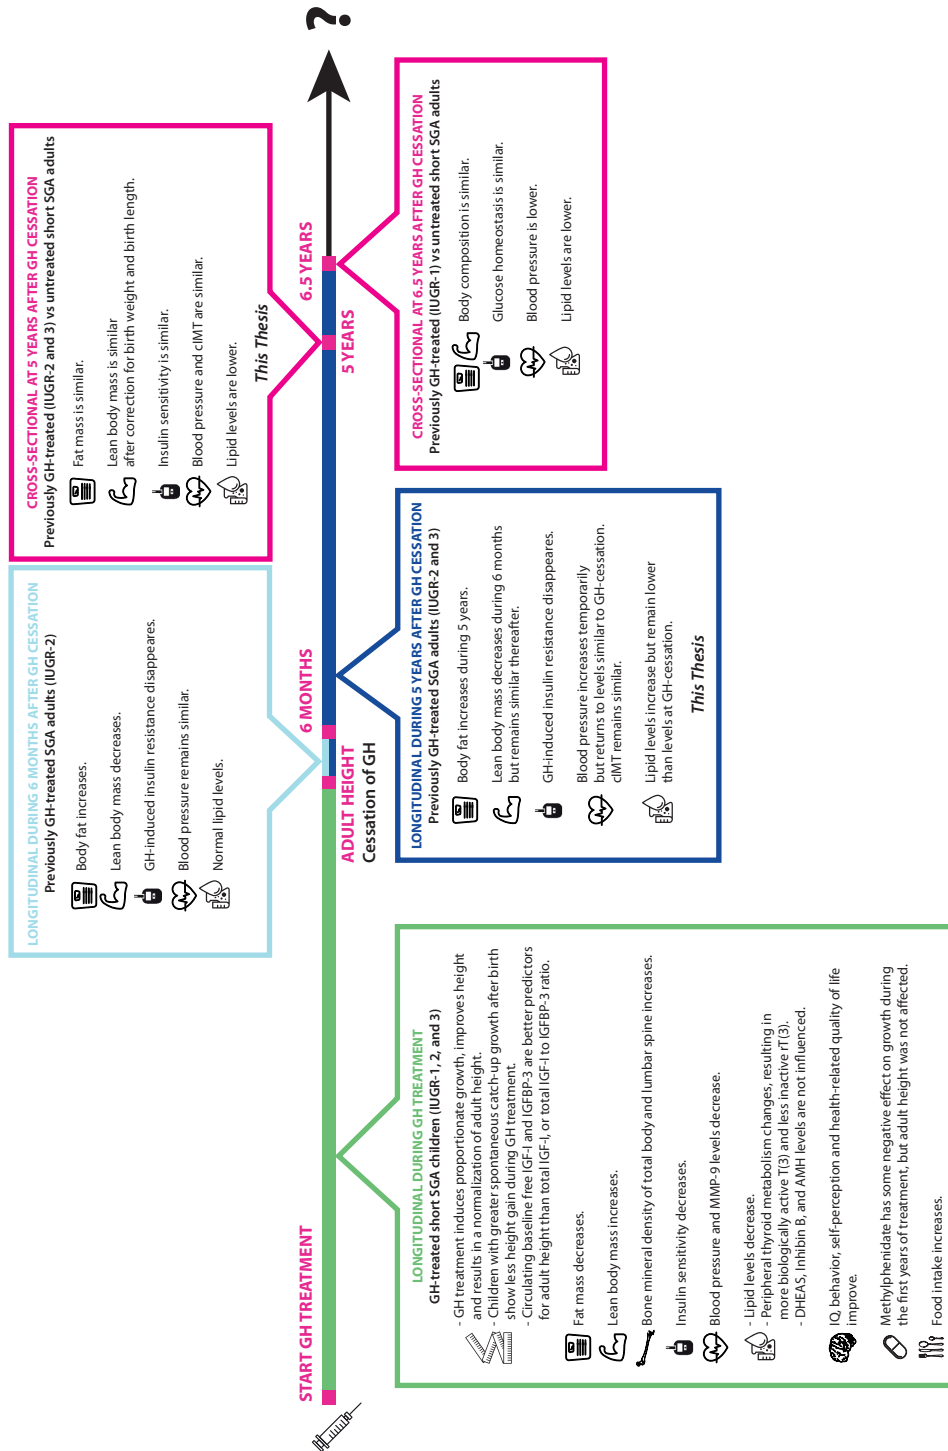 START GH TREATMENT
ADULT HEIGHT
Cessation of GH
6 MONTHS
5 YEARS
6.5 YEARS
?
LONGITUDINAL DURING 6 MONTHS AFTER GH CESSATION
Previously GH-treated SGA adults (IUGR-2)
Body fat increases.
Lean body mass decreases.
GH-induced insulin resistance disappeares.
Blood pressure remains similar.
Normal lipid levels.
CROSS-SECTIONAL AT 5 YEARS AFTER GH CESSATION
Previously GH-treated (IUGR-2 and 3) vs untreated short SGA adults
Fat mass is similar.
Lean body mass is similar
after correction for birth weight and birth length.
Insulin sensitivity is similar.
Blood pressure and cIMT are similar.
Lipid levels are lower.
This Thesis
LONGITUDINAL DURING GH TREATMENT
GH-treated short SGA children (IUGR-1, 2, and 3)
- GH treatment induces proportionate growth, improves height
and results in a normalization of adult height.
- Children with greater spontaneous catch-up growth after birth
show less height gain during GH treatment.
- Circulating baseline free IGF-I and IGFBP-3 are better predictors
for adult height than total IGF-I, or total IGF-I to IGFBP-3 ratio.
Fat mass decreases.
Lean body mass increases.
Bone mineral density of total body and lumbar spine increases.
Insulin sensitivity decreases.
Blood pressure and MMP-9 levels decrease.
- Lipid levels decrease.
- Peripheral thyroid metabolism changes, resulting in
more biologically active T(3) and less inactive rT(3).
- DHEAS, Inhibin B, and AMH levels are not influenced.
IQ, behavior, self-perception and health-related quality of life
improve.
Methylphenidate has some negative effect on growth during
the first years of treatment, but adult height was not affected.
Food intake increases.
LONGITUDINAL DURING 5 YEARS AFTER GH CESSATION
Previously GH-treated SGA adults (IUGR-2 and 3)
Body fat increases during 5 years.
Lean body mass decreases during 6 months
but remains similar thereafter.
GH-induced insulin resistance disappeares.
Blood pressure increases temporarily
but returns to levels similar to GH-cessation.
cIMT remains similar.
Lipid levels increase but remain lower
than levels at GH-cessation.
This Thesis
CROSS-SECTIONAL AT 6.5 YEARS AFTER GH CESSATION
Previously GH-treated (IUGR-1) vs untreated short SGA adults
Body composition is similar.
Glucose homeostasis is similar.
Blood pressure is lower.
Lipid levels are lower.